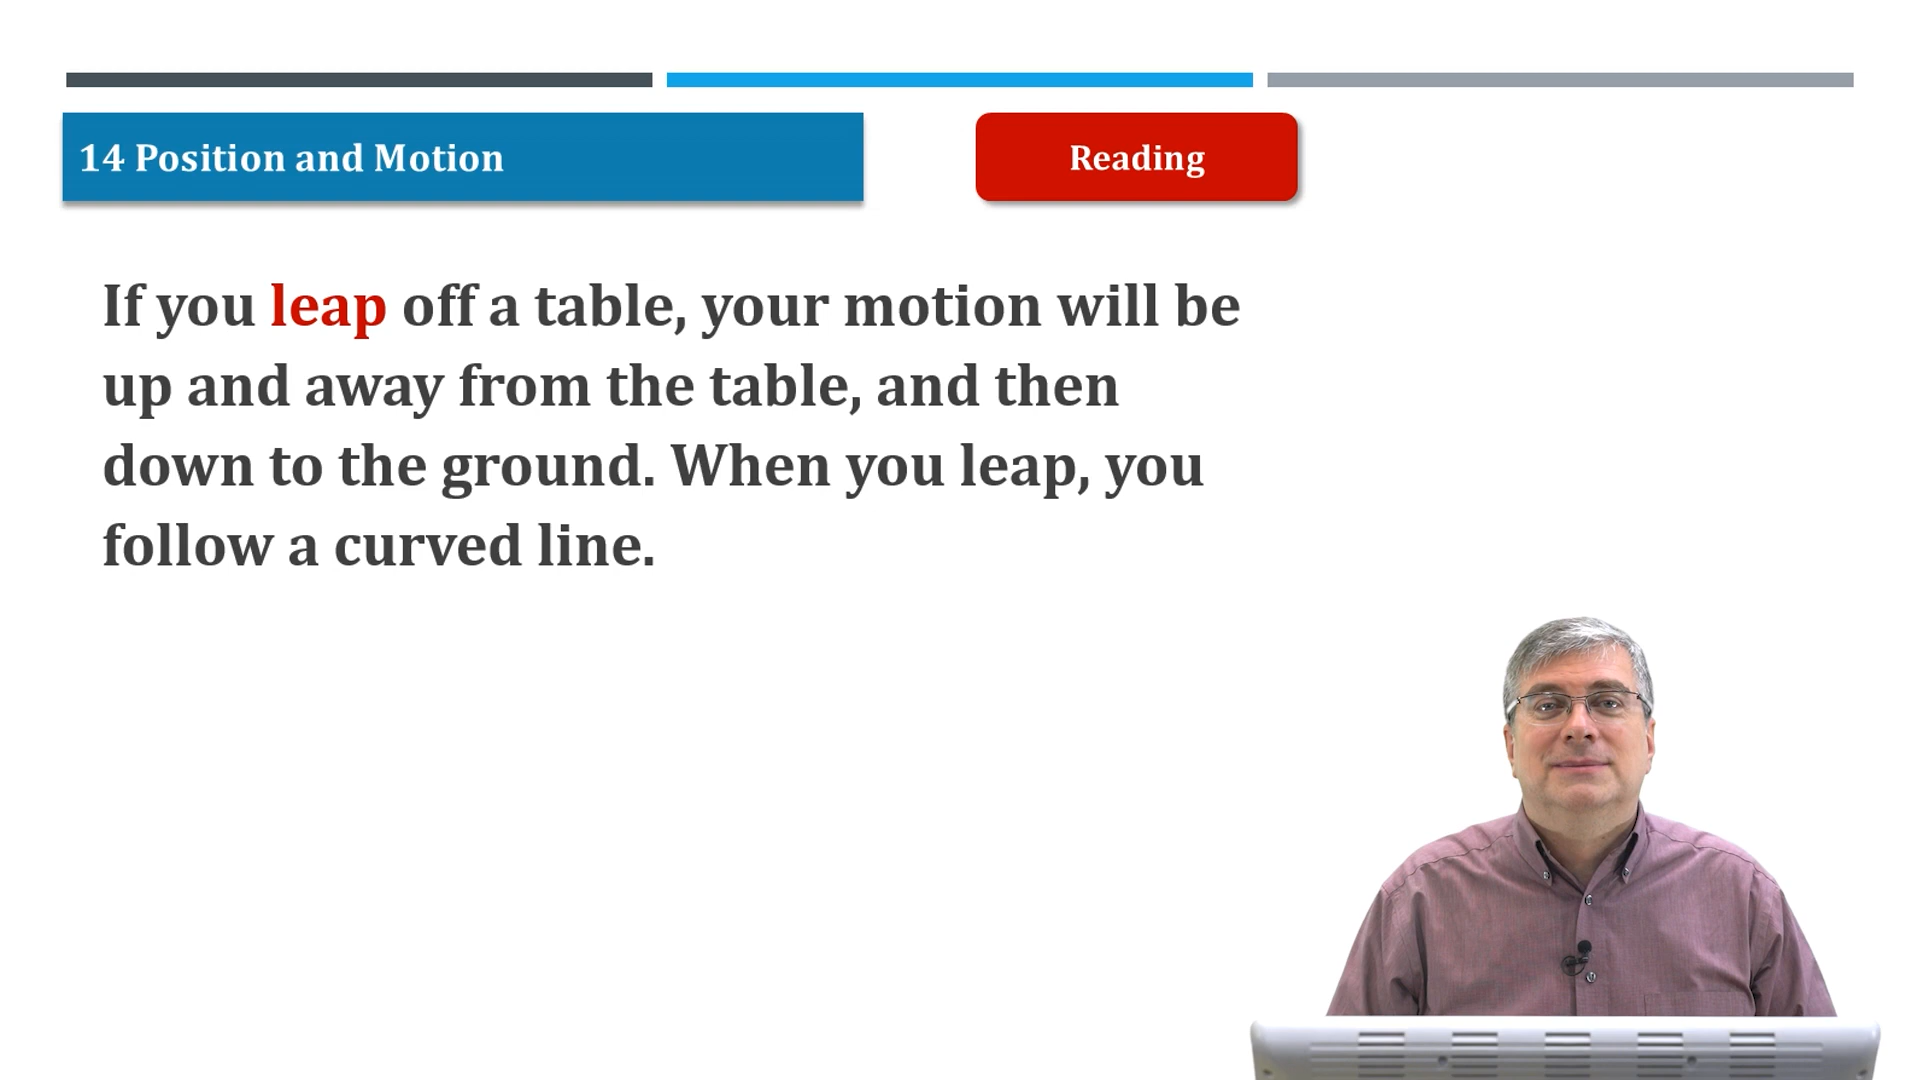 14 Position and Motion
Reading
If you leap off a table, your motion will be
up and away from the table, and then
down to the ground. When you leap, you
follow a curved line.